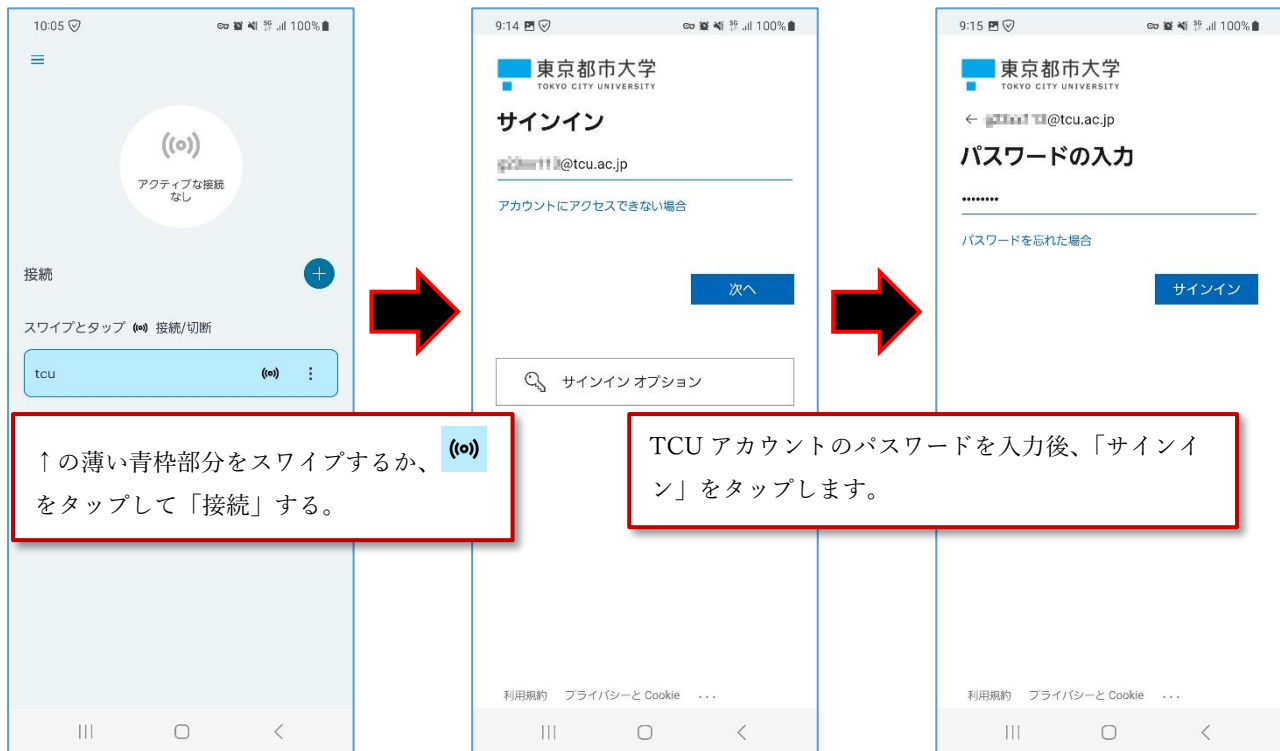 10:05
5G
100%
アクティブな接続
なし
接続
スワイプとタップ 接続/切断
tcu
↑の薄い青枠部分をスワイプするか、
をタップして「接続」する。
9:14
5G
100%
東京都市大学
TOKYO CITY UNIVERSITY
サインイン
@tcu.ac.jp
アカウントにアクセスできない場合
次へ
サインイン オプション
利用規約 プライバシーと Cookie ...
9:15
5G
100%
東京都市大学
TOKYO CITY UNIVERSITY
← @tcu.ac.jp
パスワードの入力
••••••••
パスワードを忘れた場合
サインイン
TCU アカウントのパスワードを入力後、「サインイ
ン」をタップします。
利用規約 プライバシーと Cookie ...